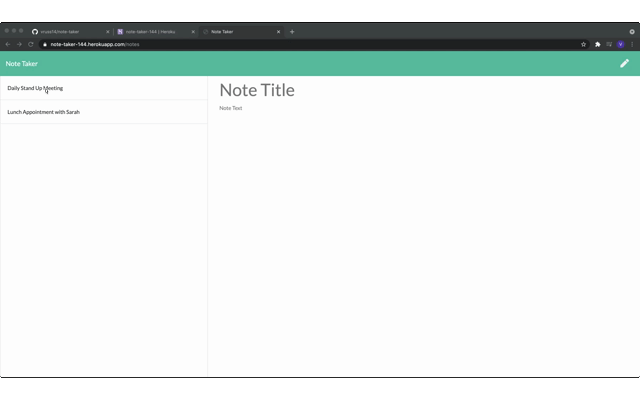 note-taker
note-taker-144 | Heroku
Note Taker
note-taker-144.herokuapp.com/notes
Note Taker
Daily Stand Up Meeting
Lunch Appointment with Sarah
Note Title
Note Text